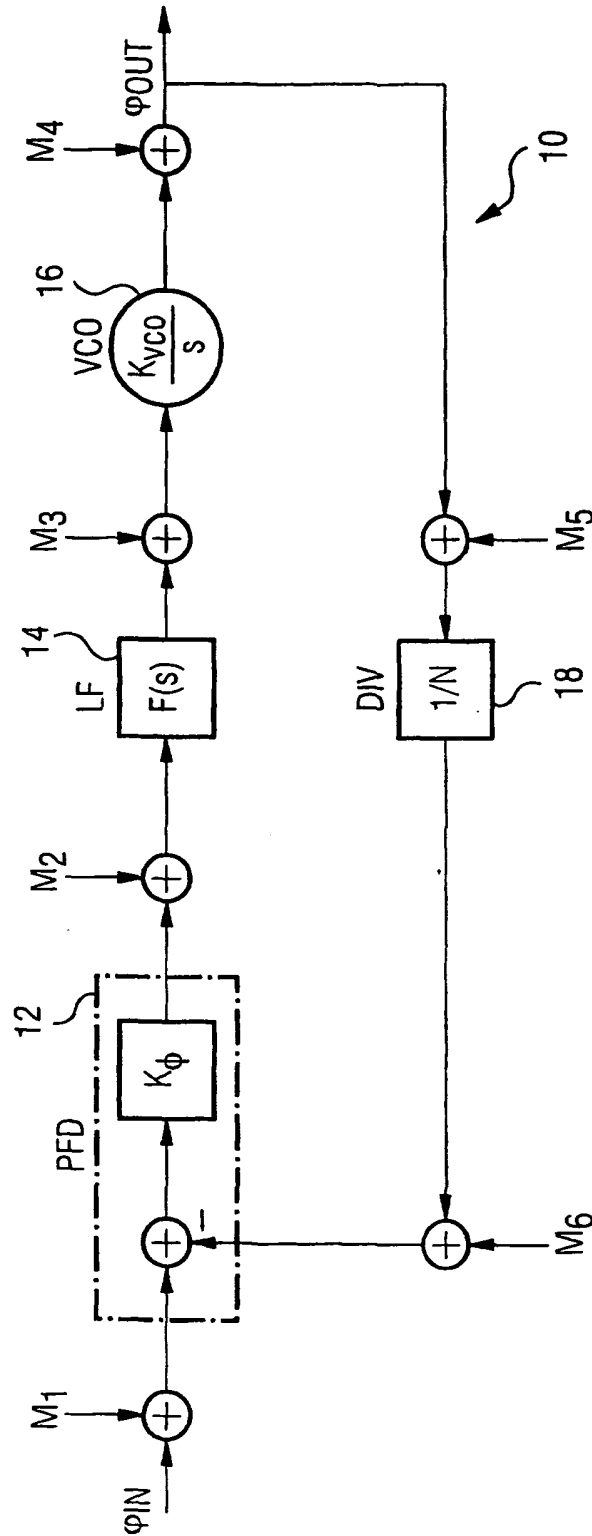 M1
M2
M3
M4
PFD
12
LF
14
VCO
16
φIN
Kϕ
F(s)
KVCO
s
φOUT
−
DIV
1/N
18
10
M6
M5